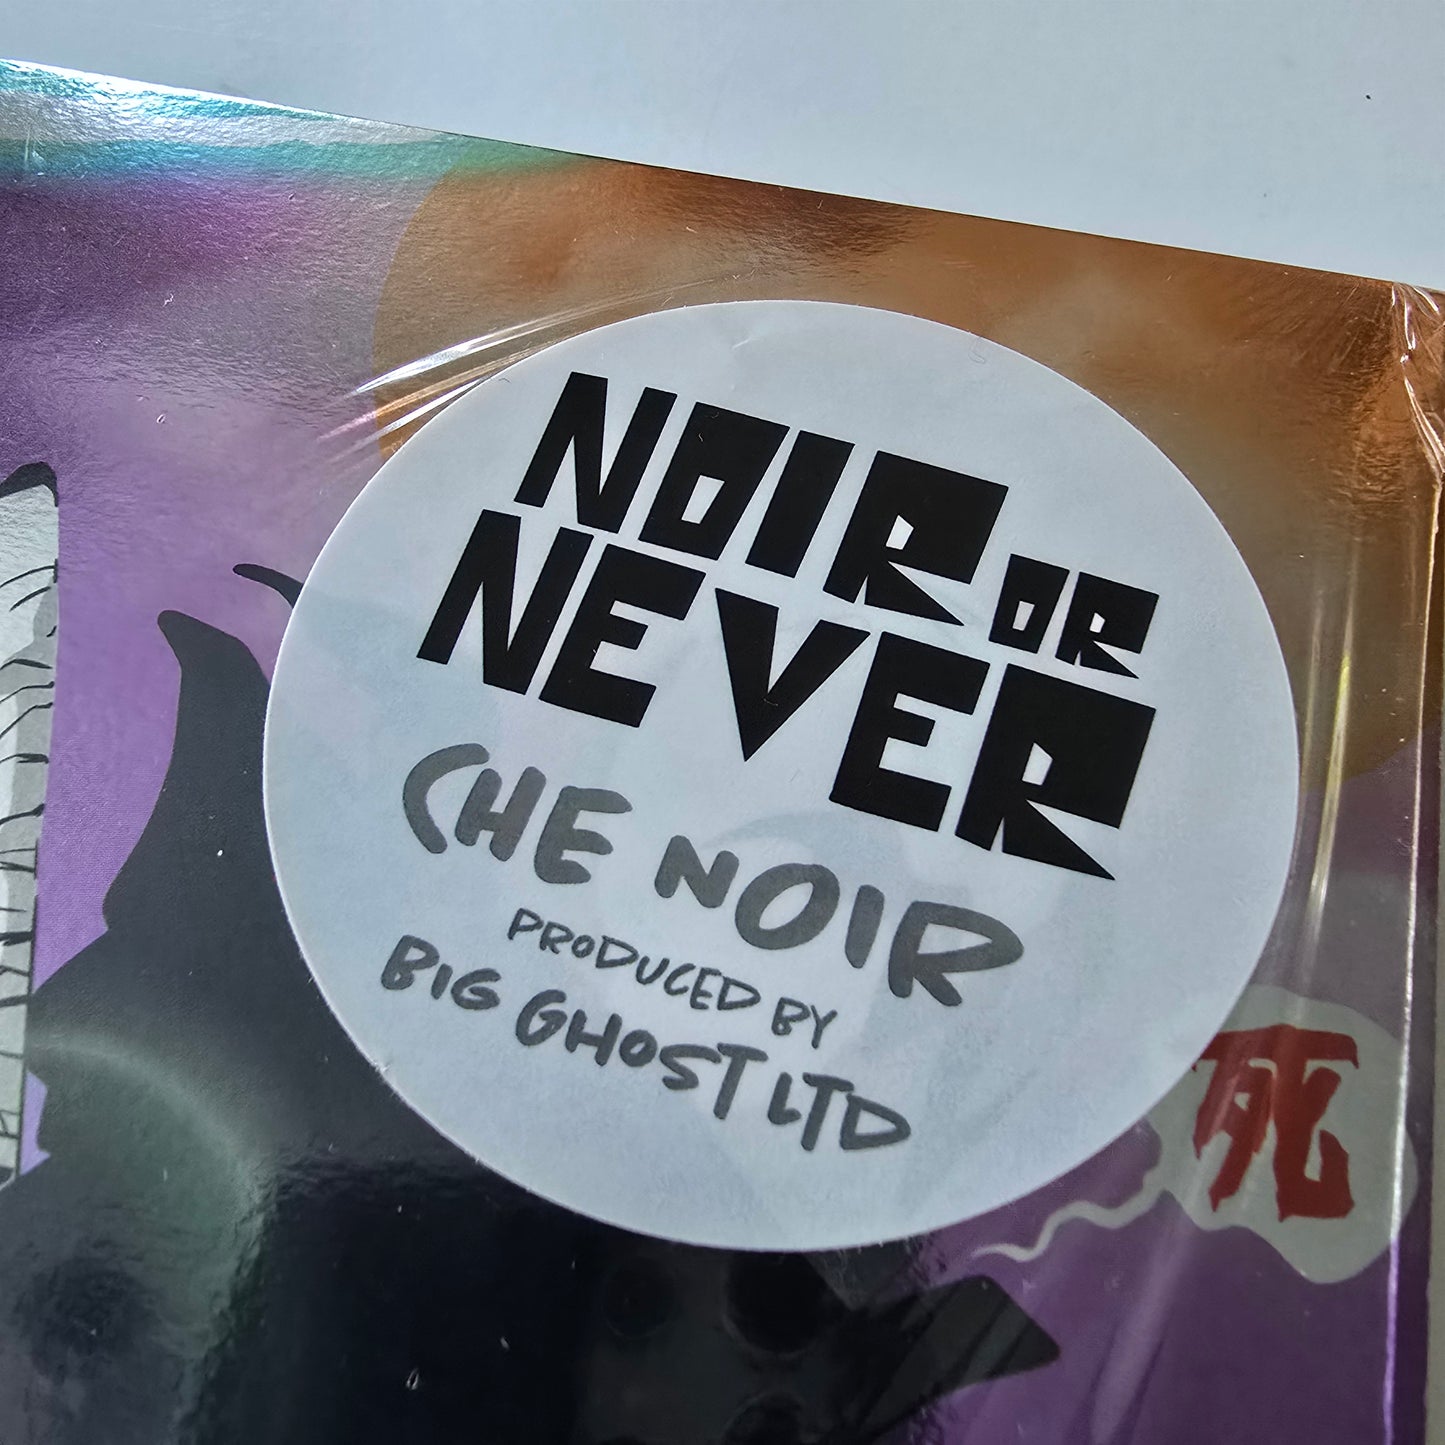 NOIR OR
NEVER
CHE NOIR
PRODUCED BY
BIG GHOST LTD
死